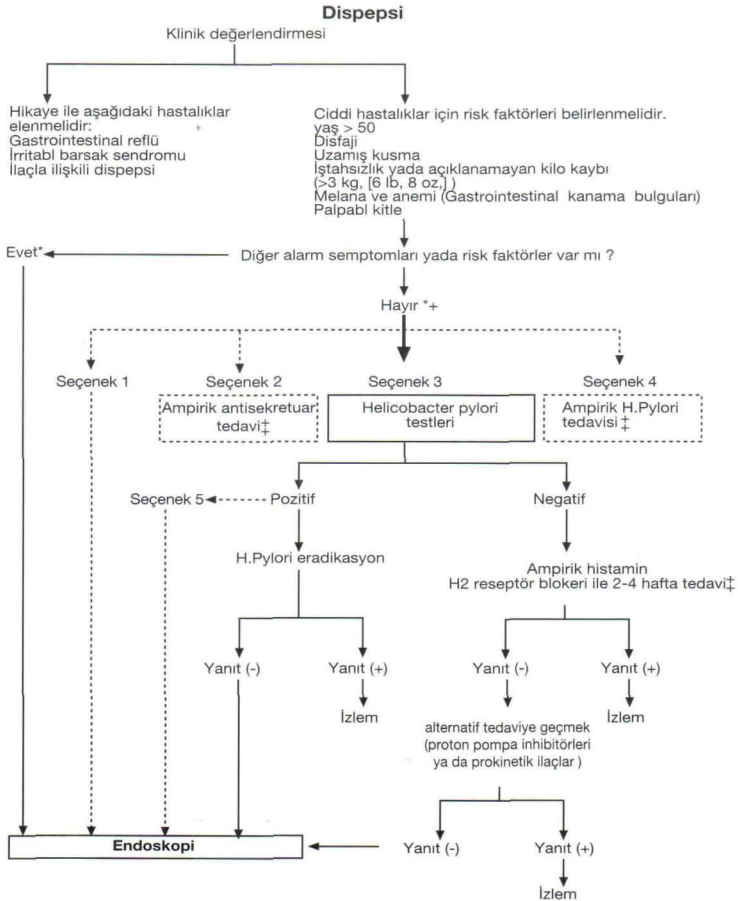 Dispepsi
Klinik değerlendirmesi
Hikaye ile aşağıdaki hastalıklar
elenmelidir:
Gastrointestinal reflü
İrritabl barsak sendromu
İlaçla ilişkili dispepsi
Ciddi hastalıklar için risk faktörleri belirlenmelidir.
yaş > 50
Disfaji
Uzamış kusma
İştahsızlık yada açıklanamayan kilo kaybı
(>3 kg, [6 lb, 8 oz,] )
Melana ve anemi (Gastrointestinal kanama bulguları)
Palpabl kitle
Evet*
Diğer alarm semptomları yada risk faktörler var mı ?
Hayır *+
Seçenek 1
Seçenek 2
Seçenek 3
Seçenek 4
Ampirik antisekretuar
tedavi‡
Helicobacter pylori
testleri
Ampirik H.Pylori
tedavisi ‡
Seçenek 5
Pozitif
Negatif
H.Pylori eradikasyon
Ampirik histamin
H2 reseptör blokeri ile 2-4 hafta tedavi‡
Yanıt (-)
Yanıt (+)
Yanıt (-)
Yanıt (+)
İzlem
İzlem
alternatif tedaviye geçmek
(proton pompa inhibitörleri
ya da prokinetik ilaçlar )
Endoskopi
Yanıt (-)
Yanıt (+)
İzlem